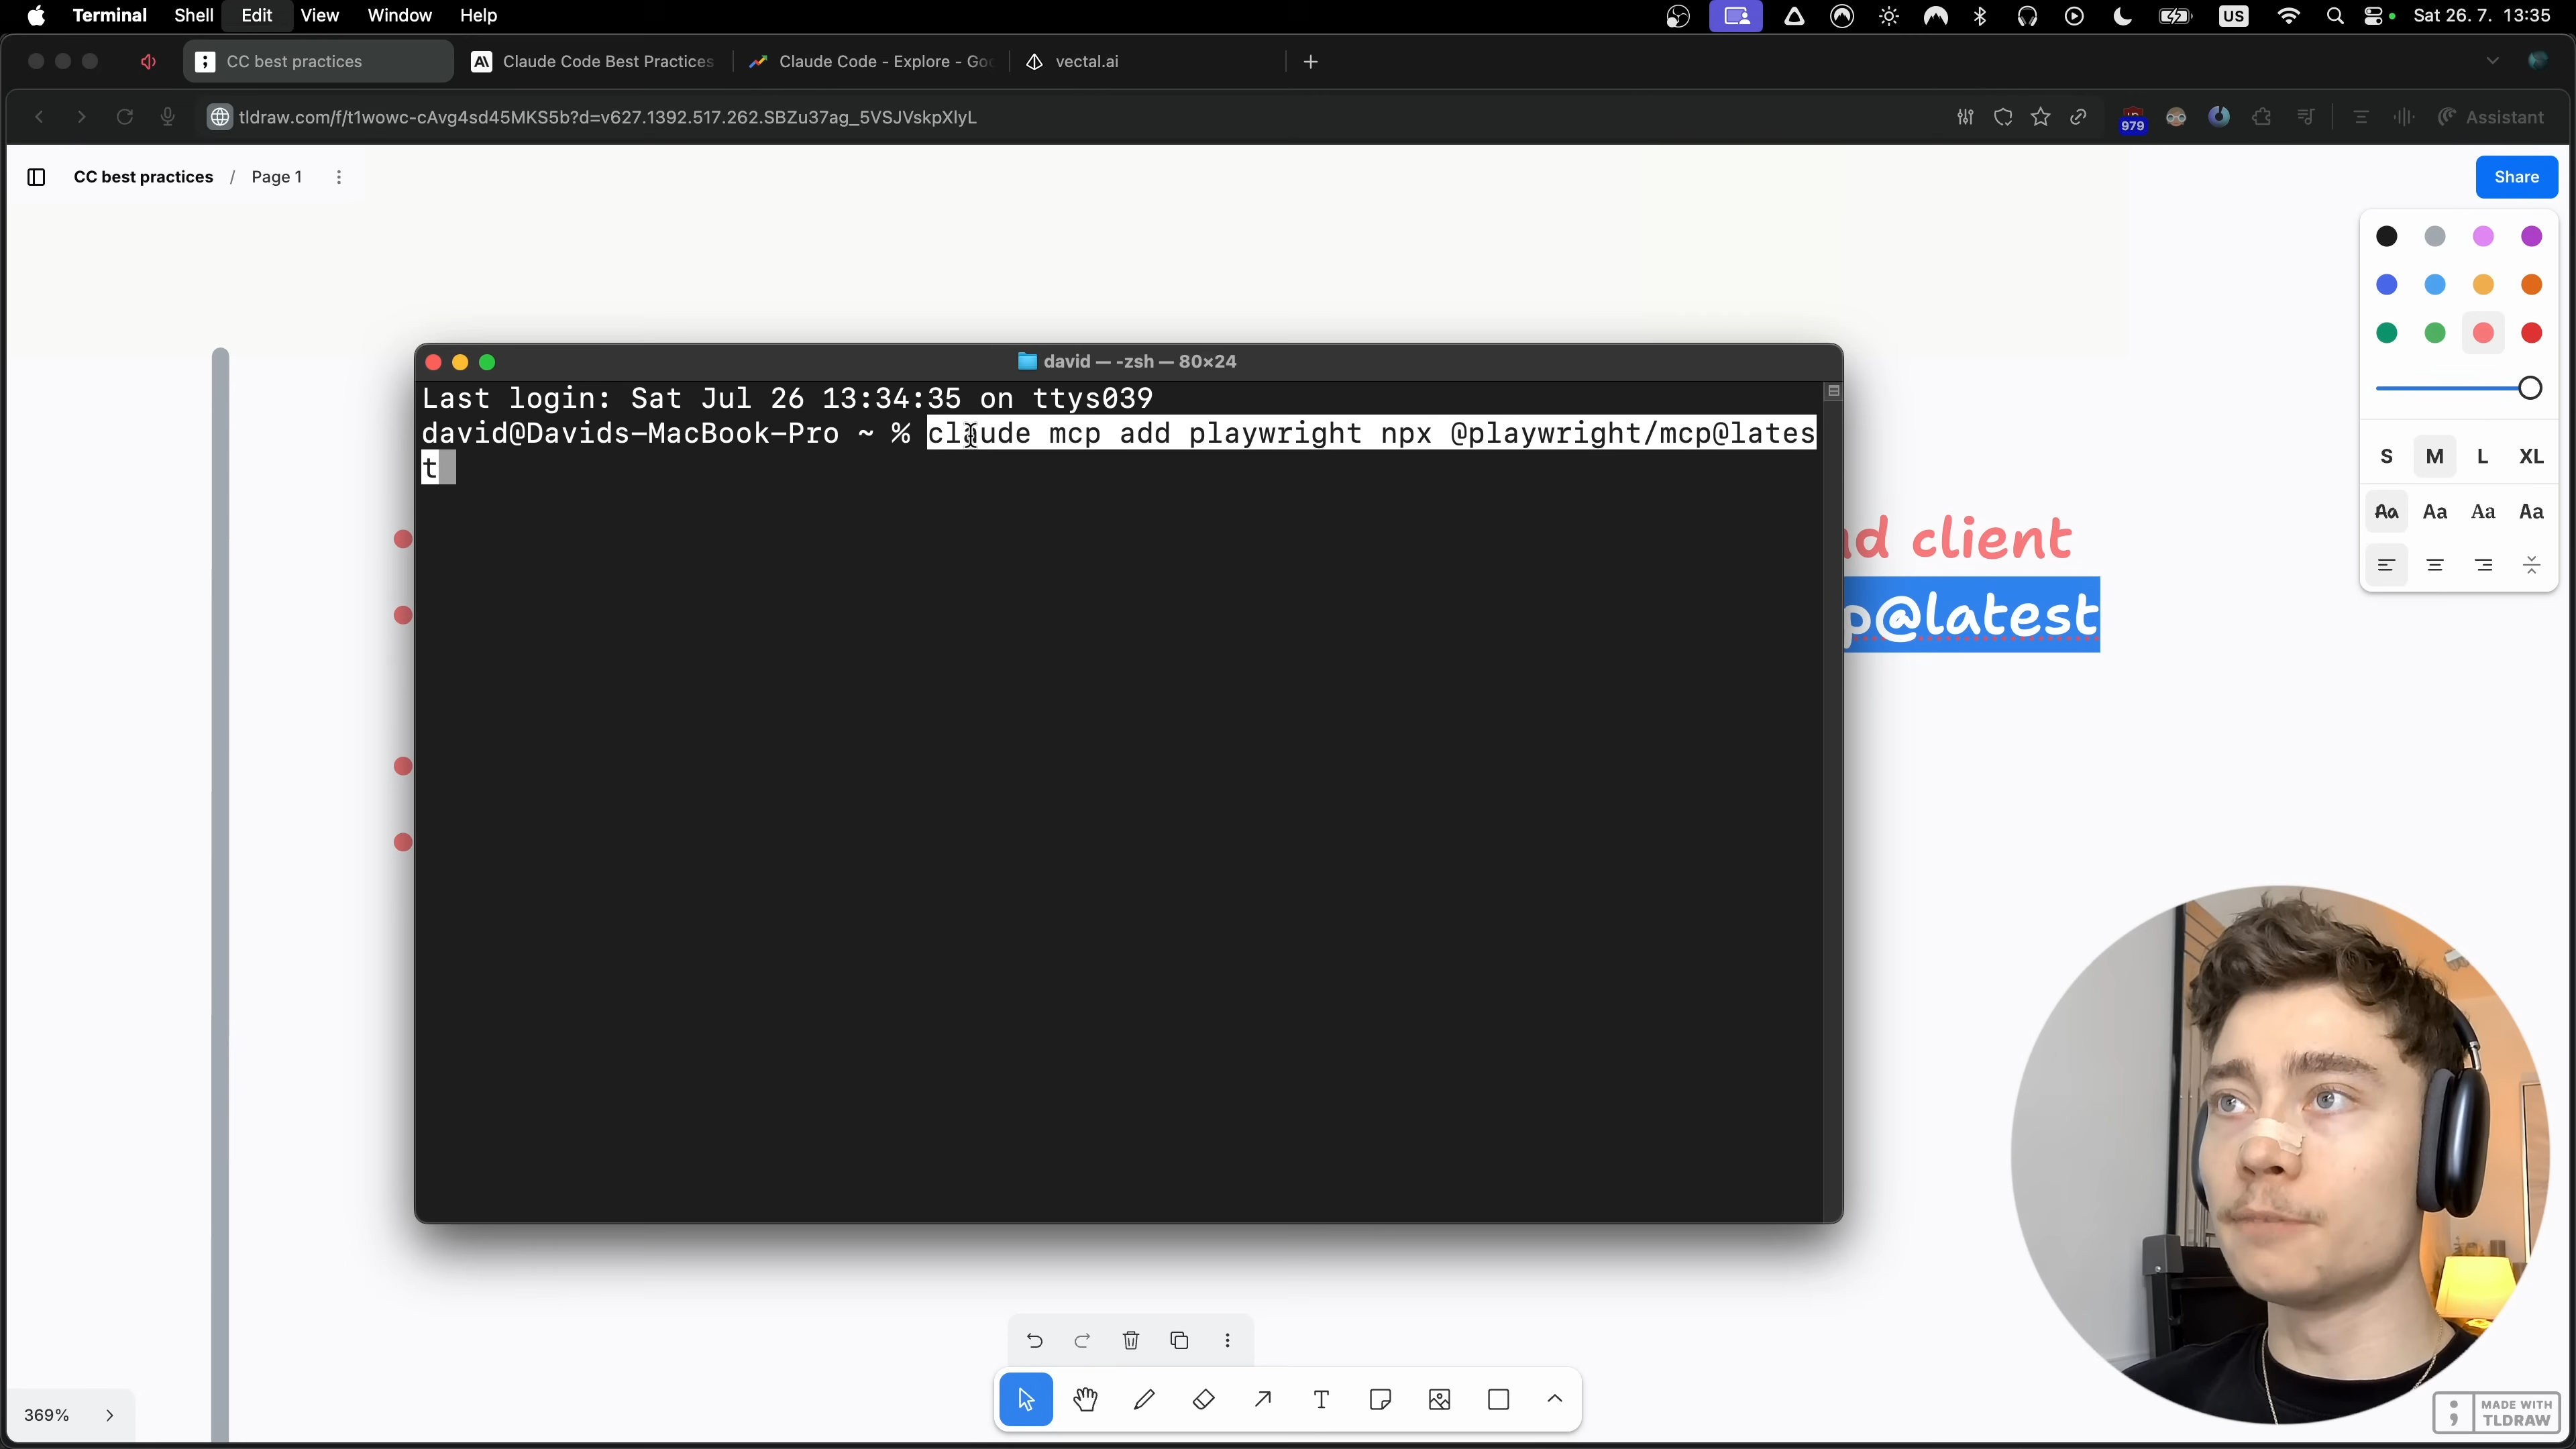 Terminal Shell Edit View Window Help US Sat 26. 7. 13:35
CC best practices Claude Code Best Practices Claude Code - Explore - Goo vectal.ai
tldraw.com/f/t1wowc-cAvg4sd45MKS5b?d=v627.1392.517.262.SBZu37ag_5VSJVskpXlyL 979 Assistant
CC best practices / Page 1
Share
david — -zsh — 80×24
Last login: Sat Jul 26 13:34:35 on ttys039
david@Davids-MacBook-Pro ~ % claude mcp add playwright npx @playwright/mcp@lates
t
S M L XL
Aa Aa Aa Aa
client
p@latest
369%
MADE WITH
TLDRAW